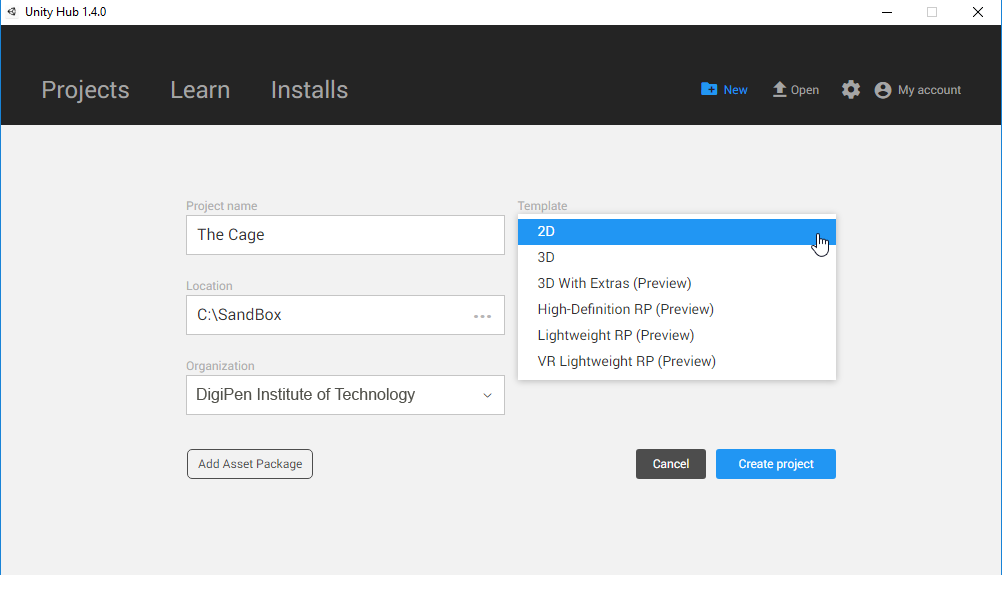 Unity Hub 1.4.0
Projects Learn Installs New Open My account
Project name
The Cage
Location
C:\SandBox
Organization
DigiPen Institute of Technology
Template
2D
3D
3D With Extras (Preview)
High-Definition RP (Preview)
Lightweight RP (Preview)
VR Lightweight RP (Preview)
Add Asset Package
Cancel
Create project